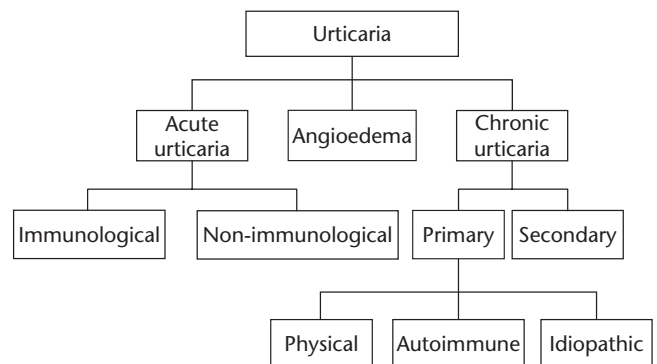 Urticaria
Acute
urticaria
Angioedema
Chronic
urticaria
Immunological
Non-immunological
Primary
Secondary
Physical
Autoimmune
Idiopathic